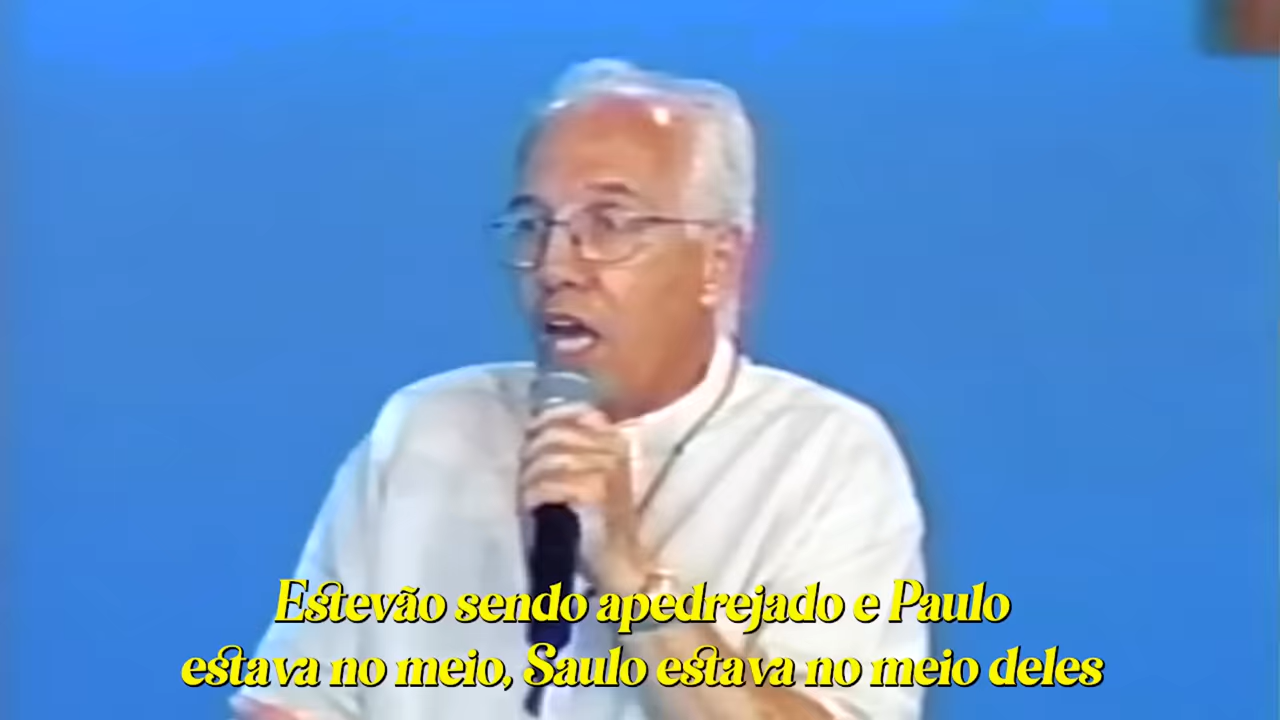 Estevão sendo apedrejado e Paulo
estava no meio, Saulo estava no meio deles